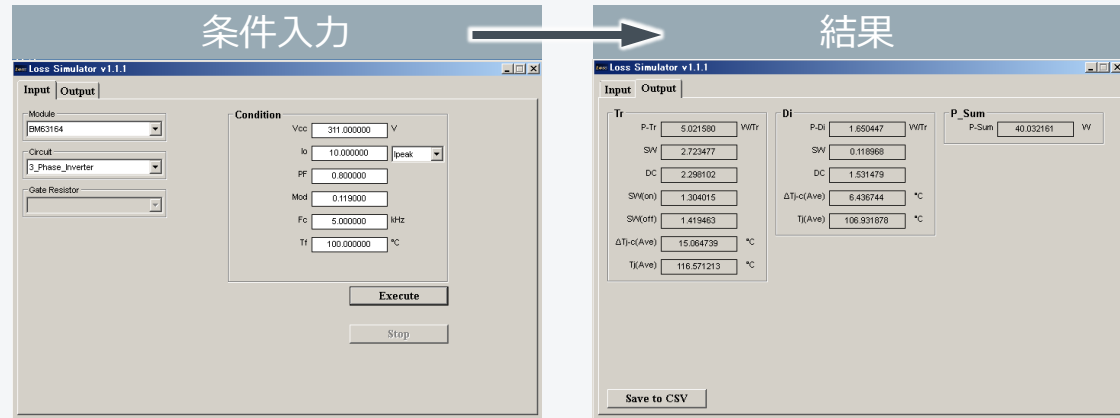 条件入力
結果
Loss Simulator v1.1.1
Input Output
Module
BM63164
Circuit
3_Phase_Inverter
Gate Resistor
Condition
Vcc 311.000000 V
Io 10.000000 Ipeak
PF 0.800000
Mod 0.119000
Fc 5.000000 kHz
Tf 100.000000 °C
Execute
Stop
Loss Simulator v1.1.1
Input Output
Tr
P-Tr 5.021580 W/Tr
SW 2.723477
DC 2.298102
SW(on) 1.304015
SW(off) 1.419463
ΔTj-c(Ave) 15.064739 °C
Tj(Ave) 116.571213 °C
Di
P-Di 1.650447 W/Tr
SW 0.118968
DC 1.531479
ΔTj-c(Ave) 6.436744 °C
Tj(Ave) 106.931878 °C
P_Sum
P-Sum 40.032161 W
Save to CSV